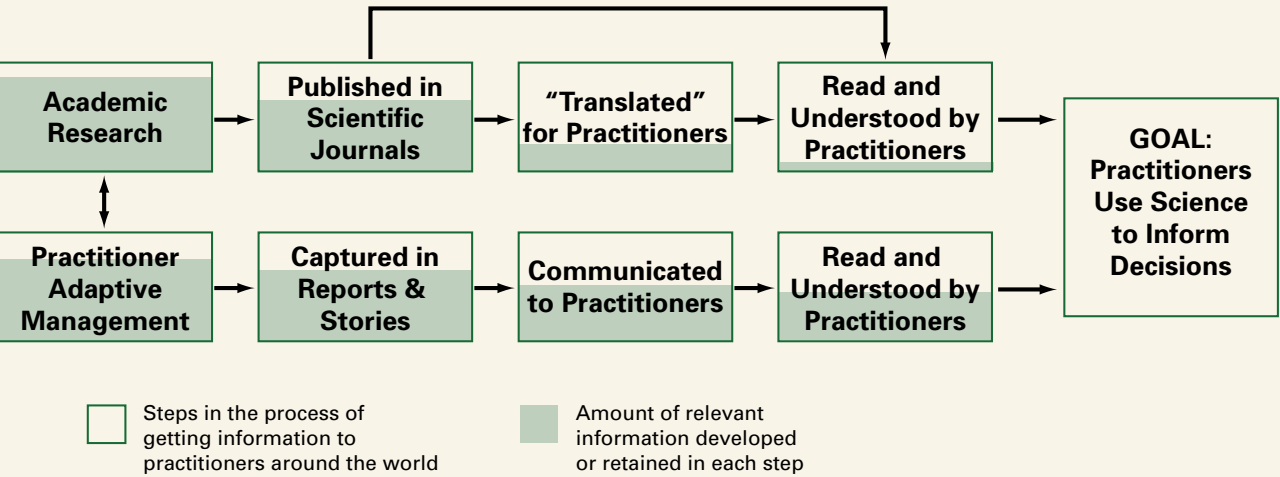 Academic
Research
Published in
Scientific
Journals
“Translated”
for Practitioners
Read and
Understood by
Practitioners
GOAL:
Practitioners
Use Science
to Inform
Decisions
Practitioner
Adaptive
Management
Captured in
Reports &
Stories
Communicated
to Practitioners
Read and
Understood by
Practitioners
Steps in the process of
getting information to
practitioners around the world
Amount of relevant
information developed
or retained in each step